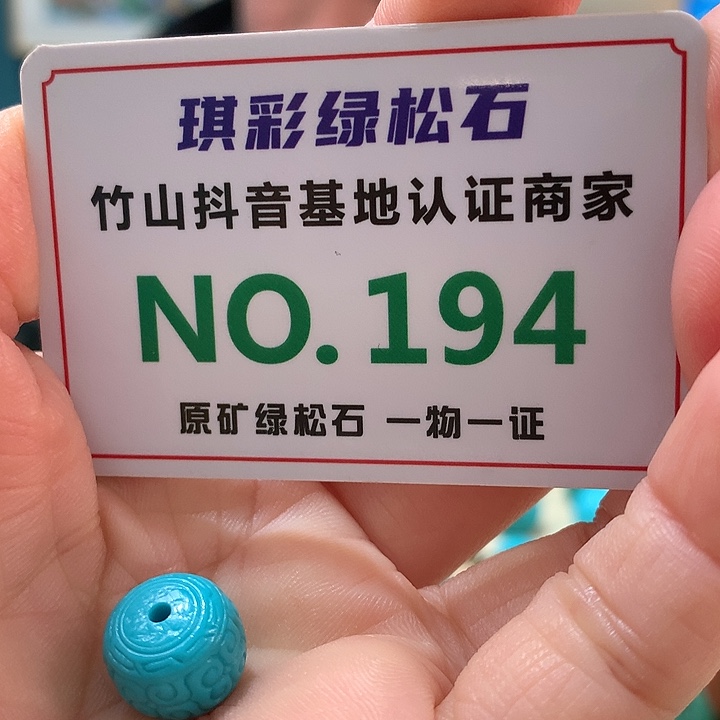 琪彩绿松石
竹山抖音基地认证商家
NO.194
原矿绿松石 一物一证